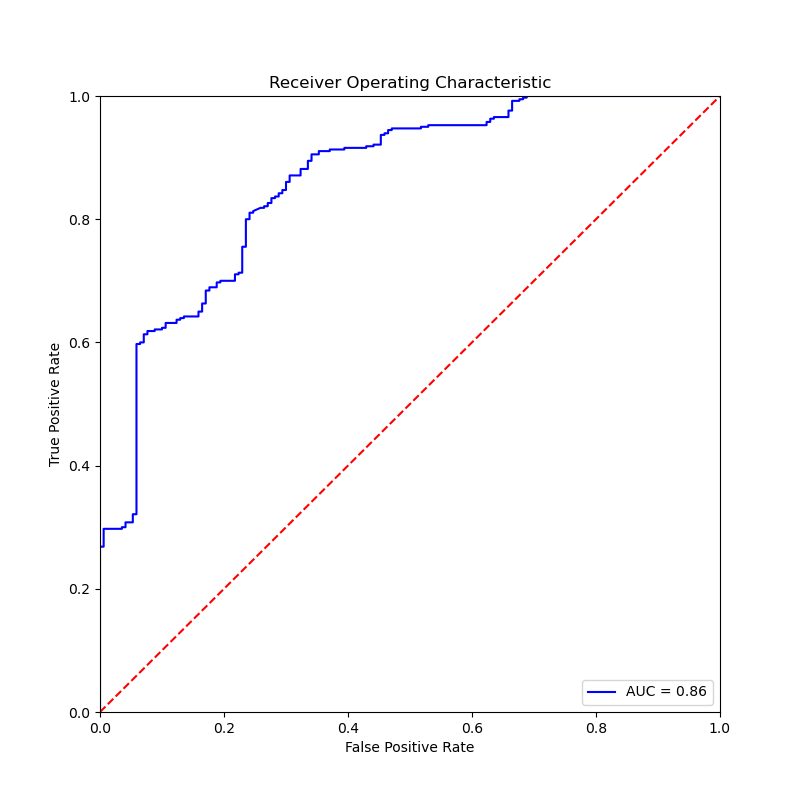 Receiver Operating Characteristic
1.0
0.8
0.6
0.4
0.2
0.0
True Positive Rate
AUC = 0.86
0.0 0.2 0.4 0.6 0.8 1.0
False Positive Rate